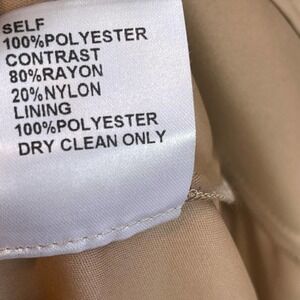 SELF
100%POLYESTER
CONTRAST
80%RAYON
20%NYLON
LINING
100%POLYESTER
DRY CLEAN ONLY